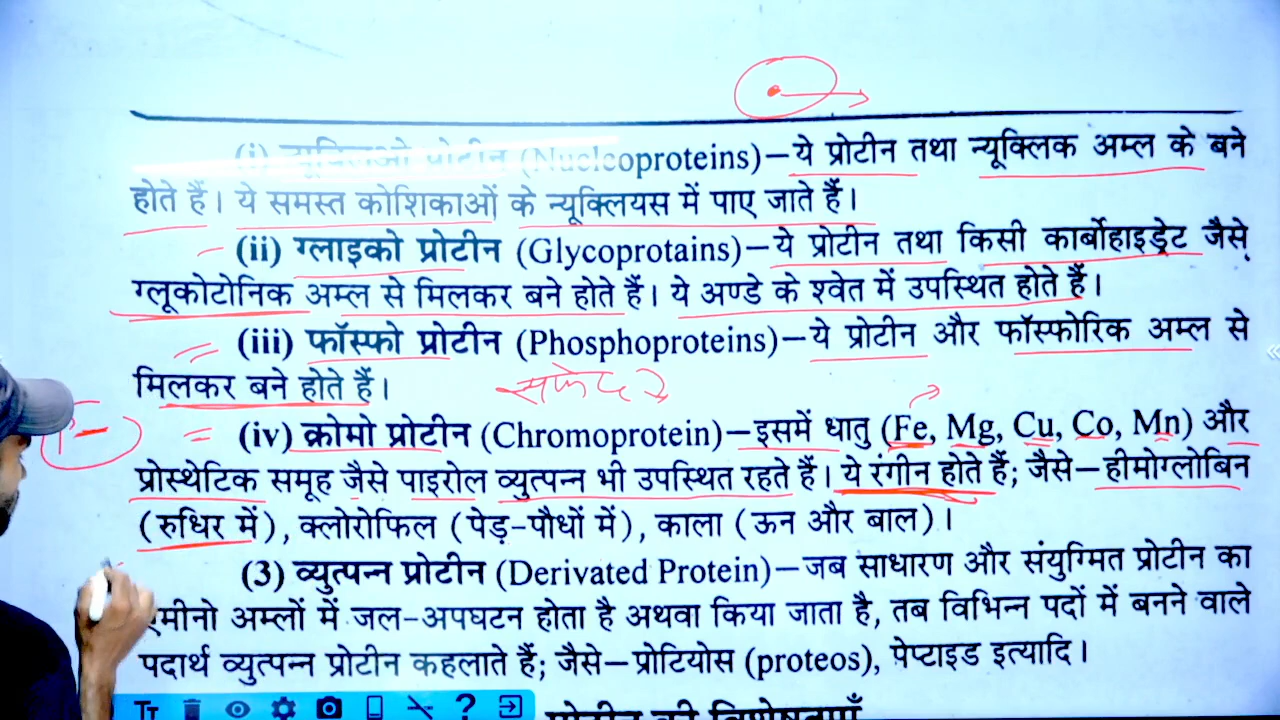 (i) न्यूक्लिओ प्रोटीन (Nucleoproteins)—ये प्रोटीन तथा न्यूक्लिक अम्ल के बने
होते हैं। ये समस्त कोशिकाओं के न्यूक्लियस में पाए जाते हैं।
(ii) ग्लाइको प्रोटीन (Glycoprotains)—ये प्रोटीन तथा किसी कार्बोहाइड्रेट जैसे
ग्लूकोटोनिक अम्ल से मिलकर बने होते हैं। ये अण्डे के श्वेत में उपस्थित होते हैं।
(iii) फॉस्फो प्रोटीन (Phosphoproteins)—ये प्रोटीन और फॉस्फोरिक अम्ल से
मिलकर बने होते हैं।
सफेद
(iv) क्रोमो प्रोटीन (Chromoprotein)—इसमें धातु (Fe, Mg, Cu, Co, Mn) और
प्रोस्थेटिक समूह जैसे पाइरोल व्युत्पन्न भी उपस्थित रहते हैं। ये रंगीन होते हैं; जैसे—हीमोग्लोबिन
(रुधिर में), क्लोरोफिल (पेड़-पौधों में), काला (ऊन और बाल)।
(3) व्युत्पन्न प्रोटीन (Derivated Protein)—जब साधारण और संयुग्मित प्रोटीन का
एमीनो अम्लों में जल-अपघटन होता है अथवा किया जाता है, तब विभिन्न पदों में बनने वाले
पदार्थ व्युत्पन्न प्रोटीन कहलाते हैं; जैसे—प्रोटियोस (proteos), पेप्टाइड इत्यादि।
Tt ?
प्रोटीन की विशेषताएँ